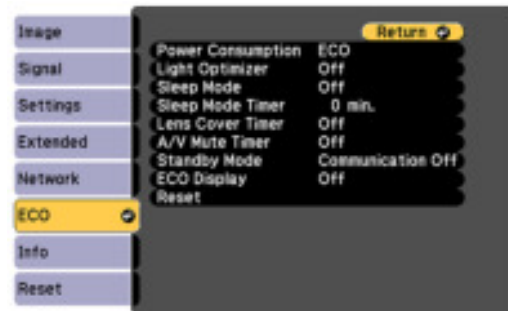 Image
Signal
Settings
Extended
Network
ECO
Info
Reset
Return
Power Consumption ECO
Light Optimizer Off
Sleep Mode Off
Sleep Mode Timer 0 min.
Lens Cover Timer Off
A/V Mute Timer Off
Standby Mode Communication Off
ECO Display Off
Reset